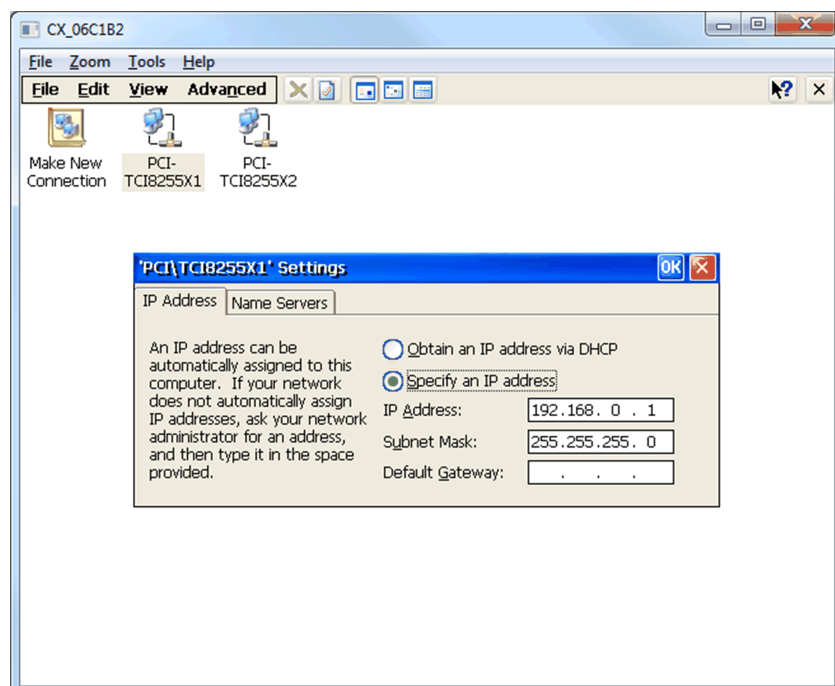 CX_06C1B2
File Zoom Tools Help
File Edit View Advanced
Make New
Connection
PCI-
TCI8255X1
PCI-
TCI8255X2
'PCI\TCI8255X1' Settings
OK
IP Address
Name Servers
An IP address can be
automatically assigned to this
computer. If your network
does not automatically assign
IP addresses, ask your network
administrator for an address,
and then type it in the space
provided.
Obtain an IP address via DHCP
Specify an IP address
IP Address: 192.168. 0 . 1
Subnet Mask: 255.255.255. 0
Default Gateway: . . .